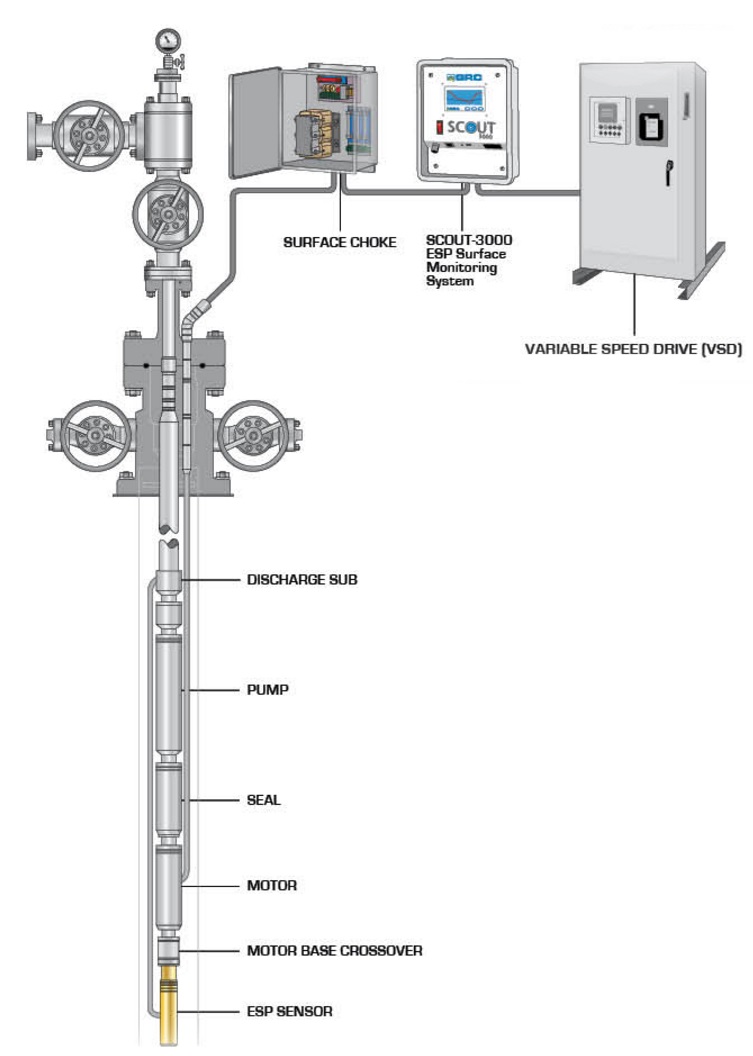 GRC
SCOUT
3000
SURFACE CHOKE
SCOUT-3000
ESP Surface
Monitoring
System
VARIABLE SPEED DRIVE (VSD)
DISCHARGE SUB
PUMP
SEAL
MOTOR
MOTOR BASE CROSSOVER
ESP SENSOR